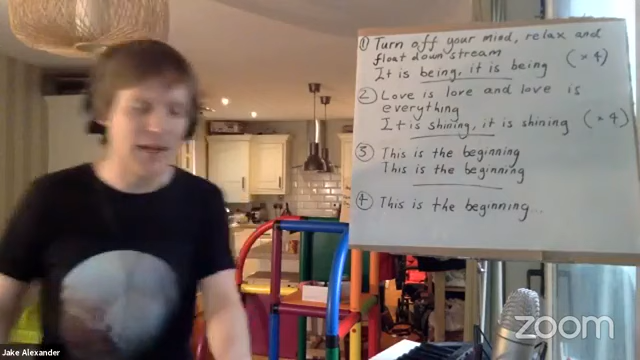 ① Turn off your mind, relax and
float down stream
It is being, it is being (×4)
② Love is love and love is
everything
It is shining, it is shining (×4)
③ This is the beginning
This is the beginning
④ This is the beginning...
zoom
Jake Alexander